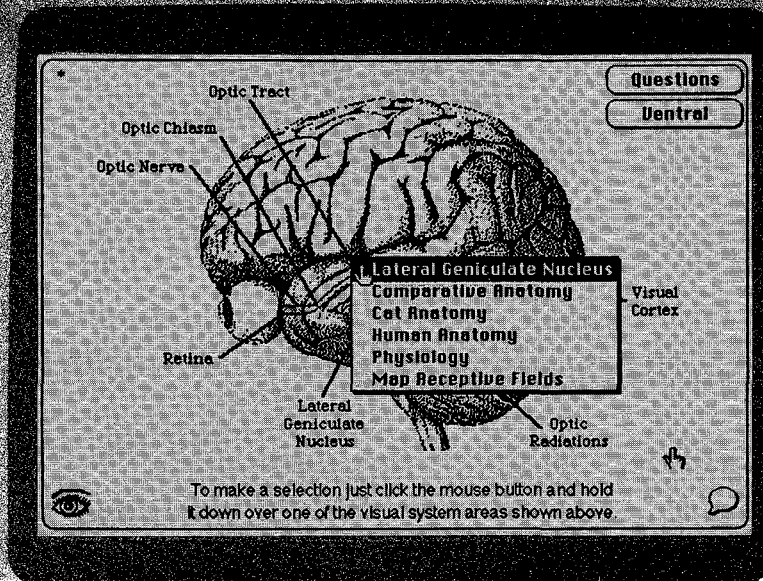 *
Questions
Ventral
Optic Tract
Optic Chiasm
Optic Nerve
Lateral Geniculate Nucleus
Comparative Anatomy
Cat Anatomy
Human Anatomy
Physiology
Map Receptive Fields
Visual
Cortex
Retina
Lateral
Geniculate
Nucleus
Optic
Radiations
To make a selection just click the mouse button and hold
it down over one of the visual system areas shown above.